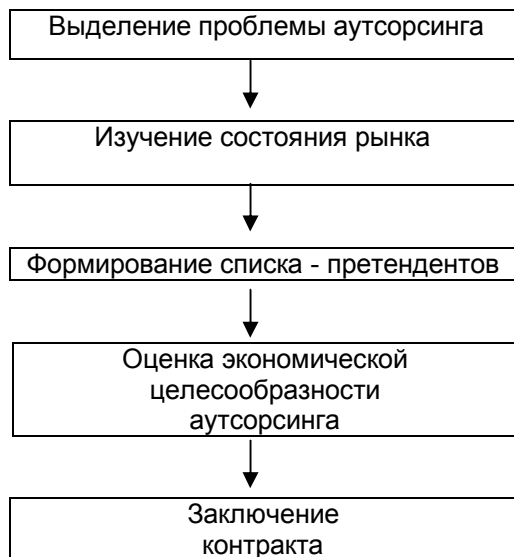 Выделение проблемы аутсорсинга
Изучение состояния рынка
Формирование списка - претендентов
Оценка экономической
целесообразности
аутсорсинга
Заключение
контракта